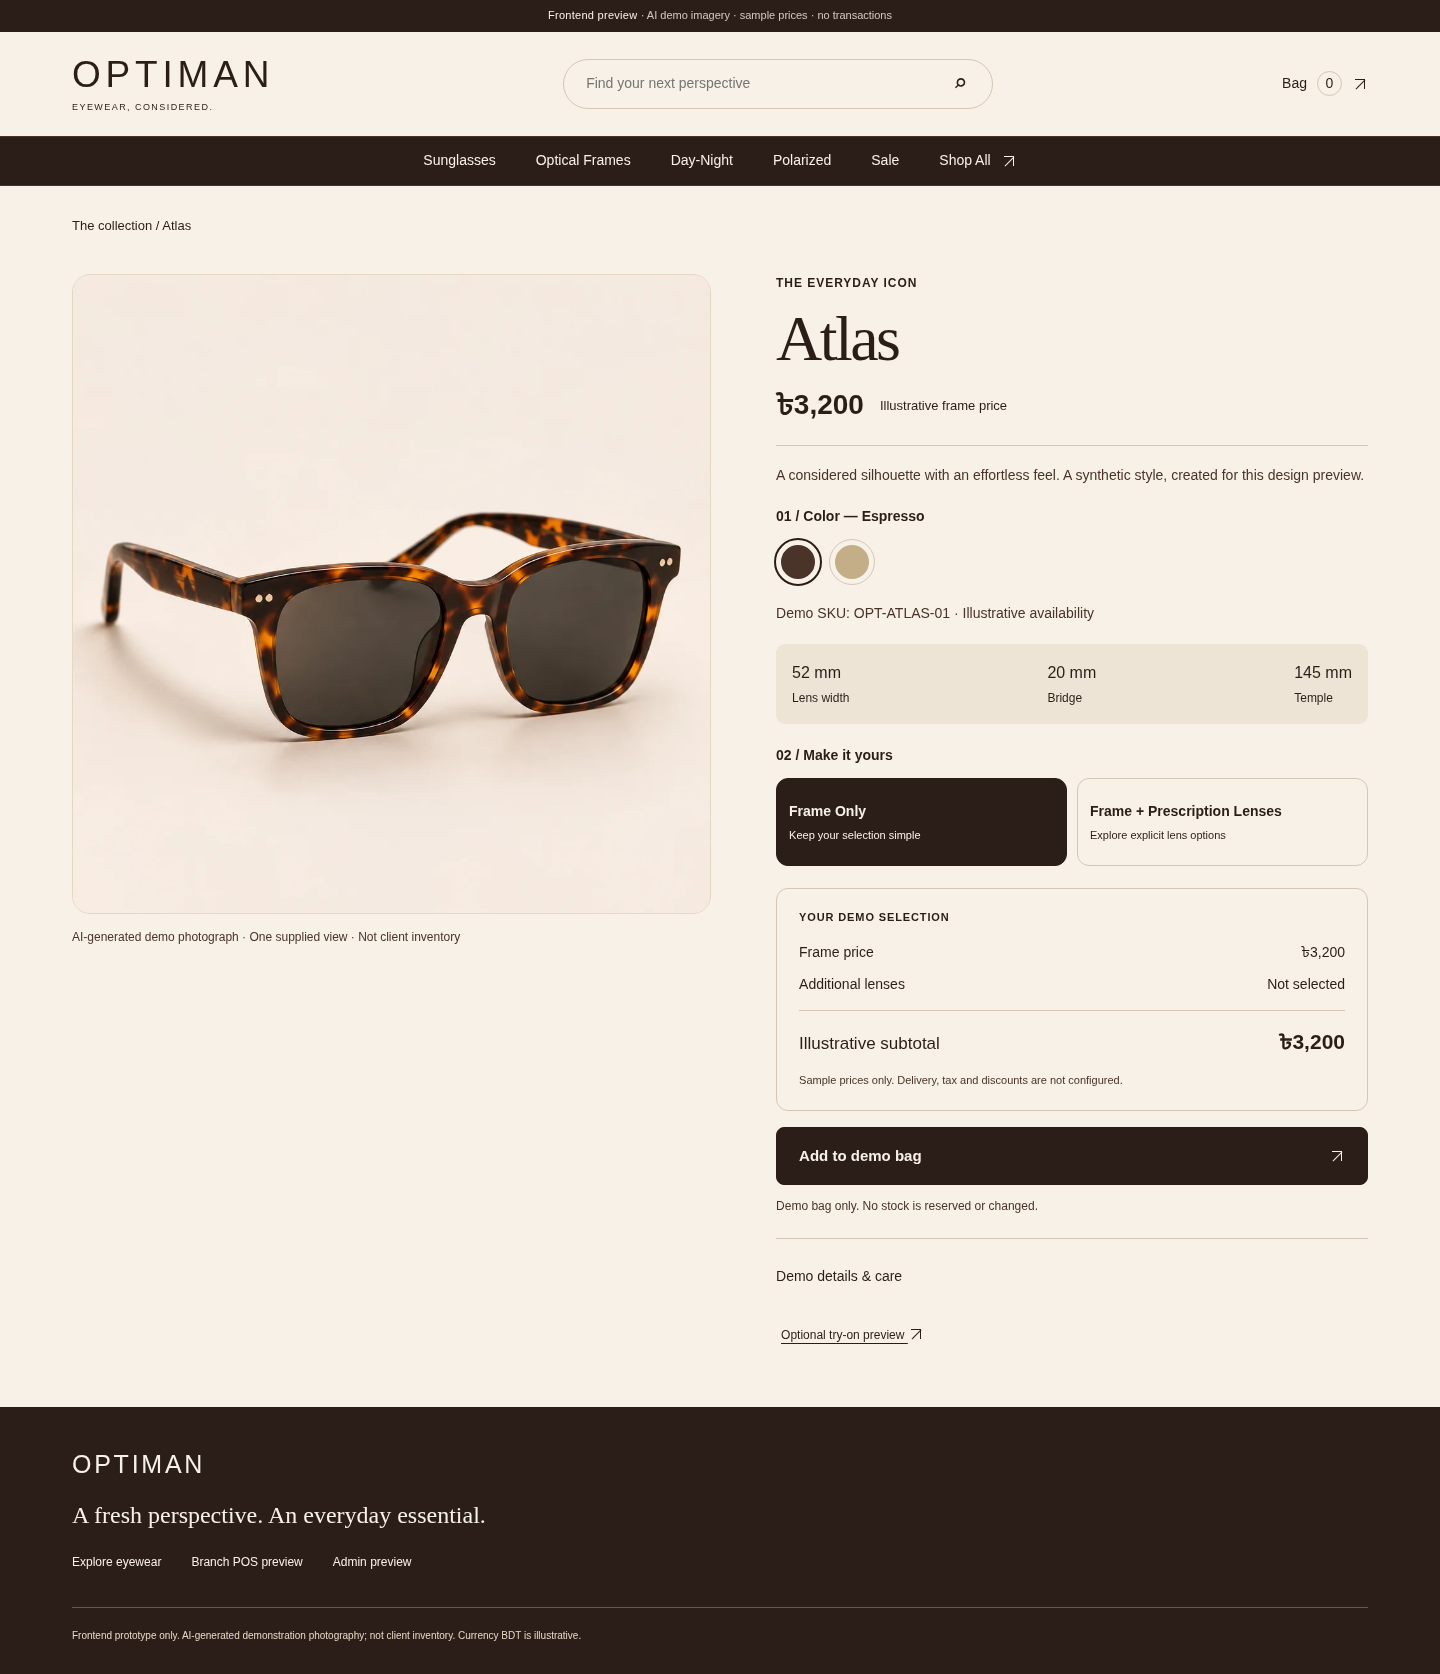 Frontend preview · AI demo imagery · sample prices · no transactions
OPTIMAN
EYEWEAR, CONSIDERED.
Find your next perspective
Bag 0
Sunglasses Optical Frames Day-Night Polarized Sale Shop All
The collection / Atlas
THE EVERYDAY ICON
Atlas
৳3,200 Illustrative frame price
A considered silhouette with an effortless feel. A synthetic style, created for this design preview.
01 / Color — Espresso
Demo SKU: OPT-ATLAS-01 · Illustrative availability
52 mm 20 mm 145 mm
Lens width Bridge Temple
02 / Make it yours
Frame Only Frame + Prescription Lenses
Keep your selection simple Explore explicit lens options
YOUR DEMO SELECTION
Frame price ৳3,200
Additional lenses Not selected
Illustrative subtotal ৳3,200
Sample prices only. Delivery, tax and discounts are not configured.
Add to demo bag
Demo bag only. No stock is reserved or changed.
Demo details & care
Optional try-on preview
AI-generated demo photograph · One supplied view · Not client inventory
OPTIMAN
A fresh perspective. An everyday essential.
Explore eyewear Branch POS preview Admin preview
Frontend prototype only. AI-generated demonstration photography; not client inventory. Currency BDT is illustrative.